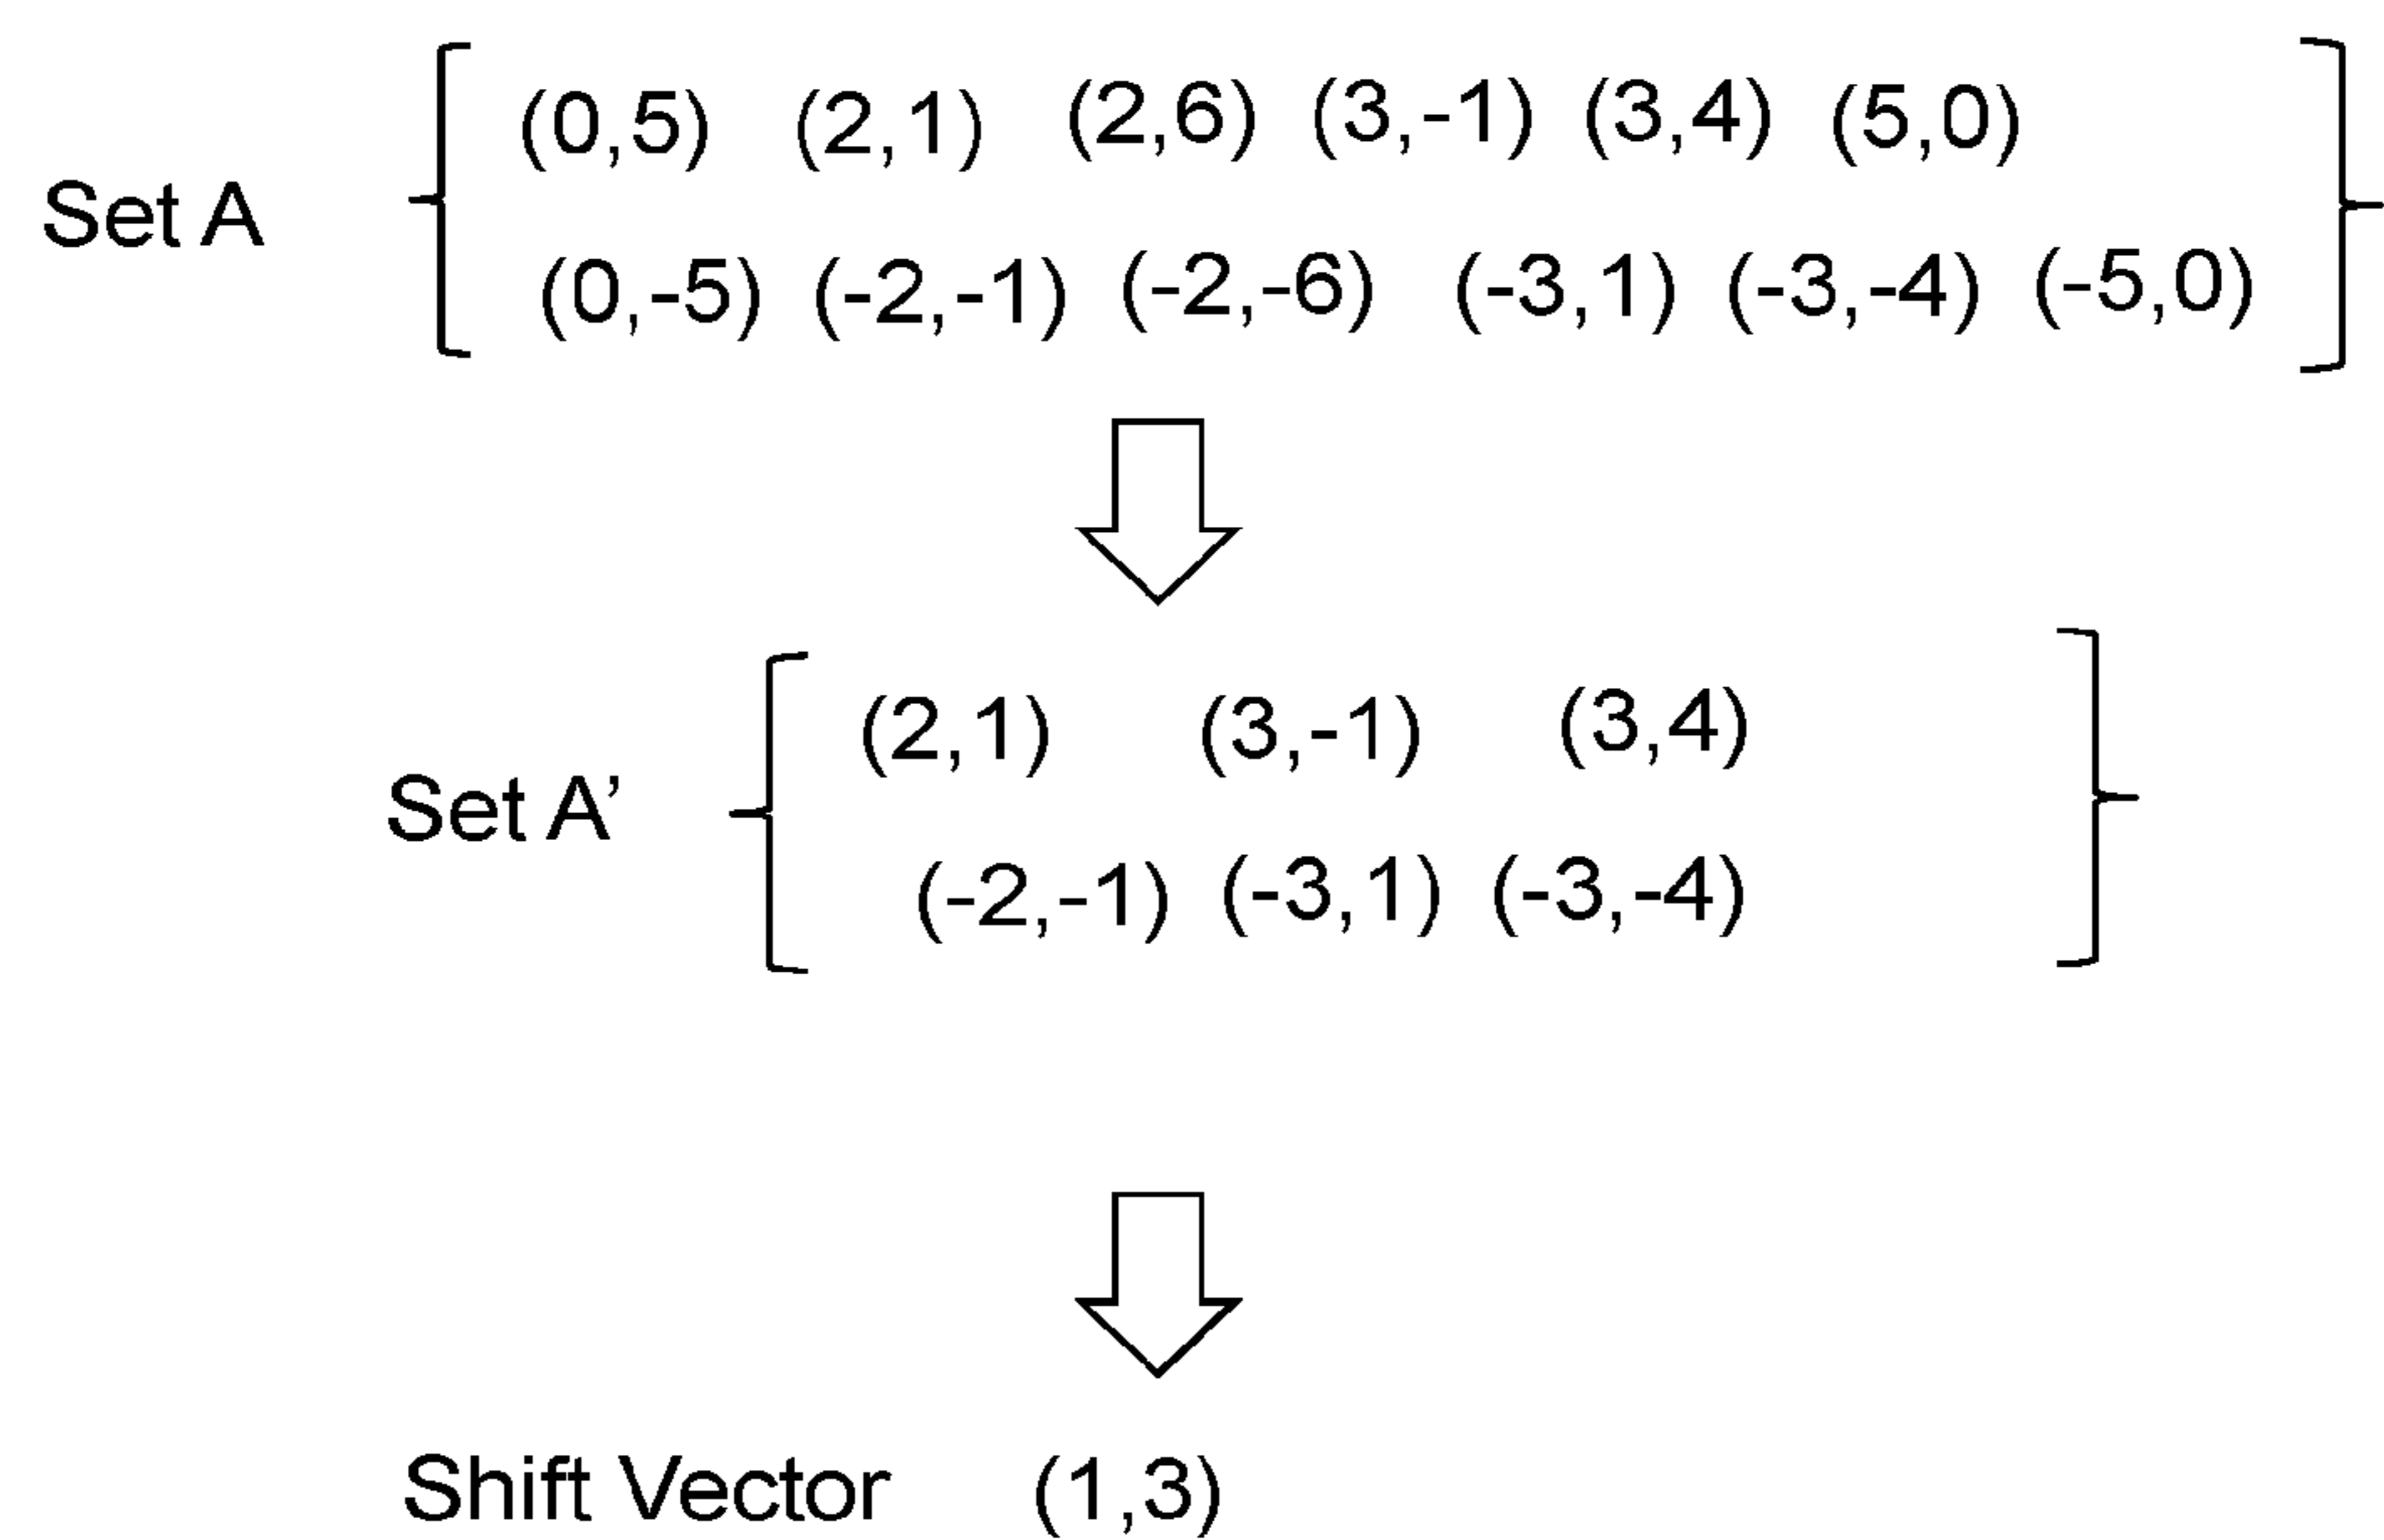 (0,5) (2,1) (2,6) (3,-1) (3,4) (5,0)
Set A
(0,-5) (-2,-1) (-2,-6) (-3,1) (-3,-4) (-5,0)
(2,1) (3,-1) (3,4)
Set A’
(-2,-1) (-3,1) (-3,-4)
Shift Vector (1,3)